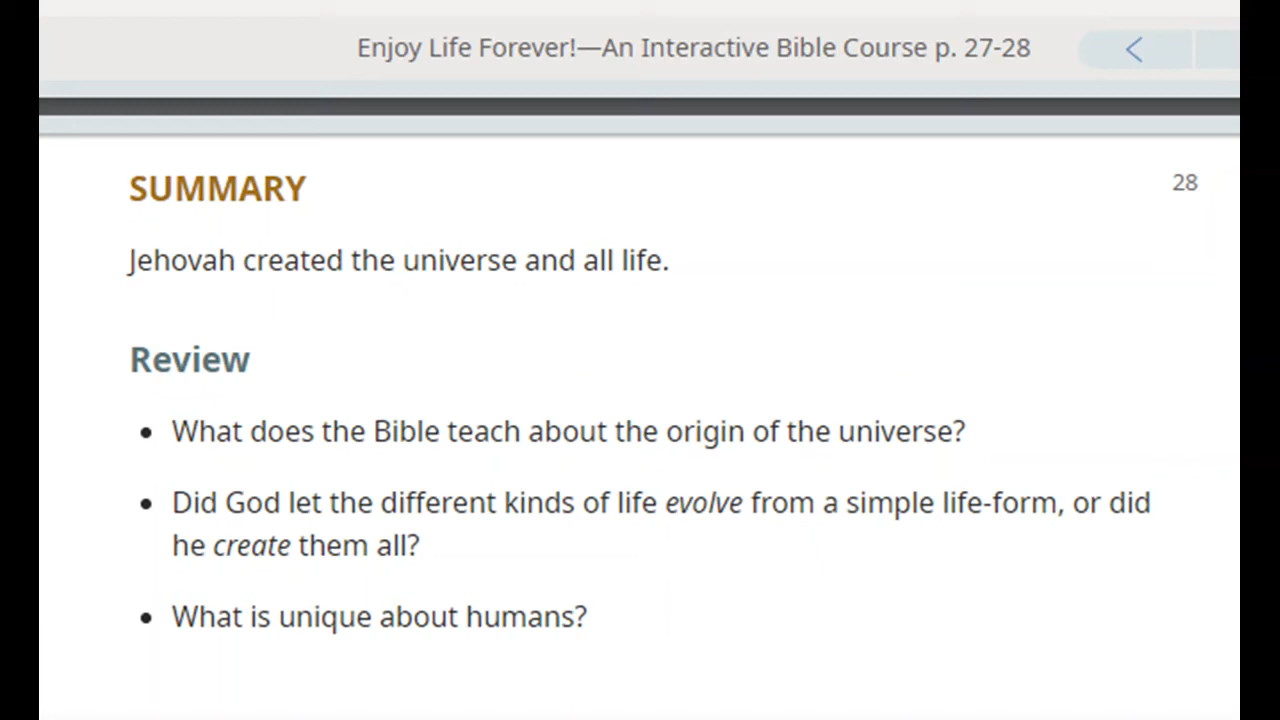 Enjoy Life Forever!—An Interactive Bible Course p. 27-28
SUMMARY
28
Jehovah created the universe and all life.
Review
• What does the Bible teach about the origin of the universe?
• Did God let the different kinds of life evolve from a simple life-form, or did
he create them all?
• What is unique about humans?